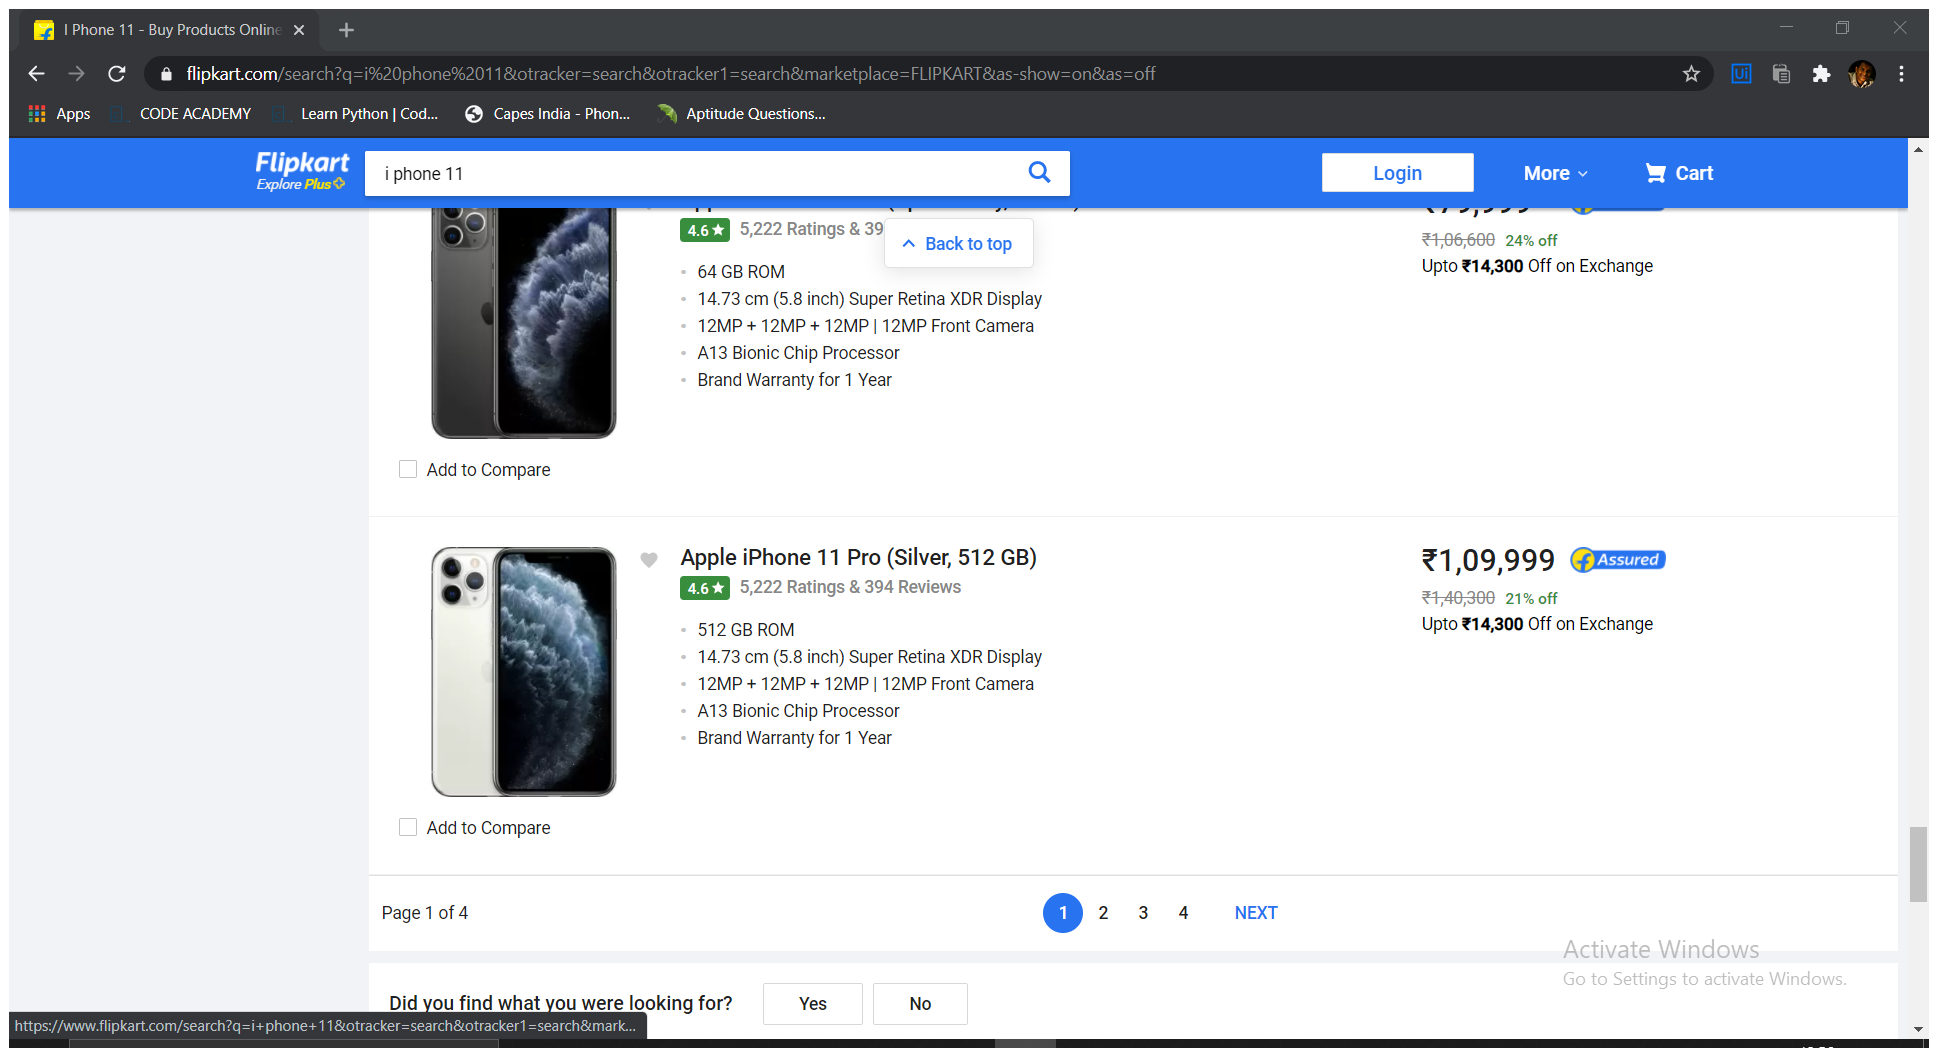 I Phone 11 - Buy Products Online
flipkart.com/search?q=i%20phone%2011&otracker=search&otracker1=search&marketplace=FLIPKART&as-show=on&as=off
Apps CODE ACADEMY Learn Python | Cod... Capes India - Phon... Aptitude Questions...
Flipkart
Explore Plus
i phone 11
Login More Cart
4.6★ 5,222 Ratings & 39
Back to top
₹1,06,600 24% off
Upto ₹14,300 Off on Exchange
64 GB ROM
14.73 cm (5.8 inch) Super Retina XDR Display
12MP + 12MP + 12MP | 12MP Front Camera
A13 Bionic Chip Processor
Brand Warranty for 1 Year
Add to Compare
Apple iPhone 11 Pro (Silver, 512 GB)
₹1,09,999 Assured
4.6★ 5,222 Ratings & 394 Reviews
₹1,40,300 21% off
Upto ₹14,300 Off on Exchange
512 GB ROM
14.73 cm (5.8 inch) Super Retina XDR Display
12MP + 12MP + 12MP | 12MP Front Camera
A13 Bionic Chip Processor
Brand Warranty for 1 Year
Add to Compare
Page 1 of 4
1 2 3 4 NEXT
Activate Windows
Go to Settings to activate Windows.
Did you find what you were looking for? Yes No
https://www.flipkart.com/search?q=i+phone+11&otracker=search&otracker1=search&mark...